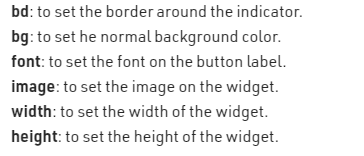 bd: to set the border around the indicator.
bg: to set he normal background color.
font: to set the font on the button label.
image: to set the image on the widget.
width: to set the width of the widget.
height: to set the height of the widget.